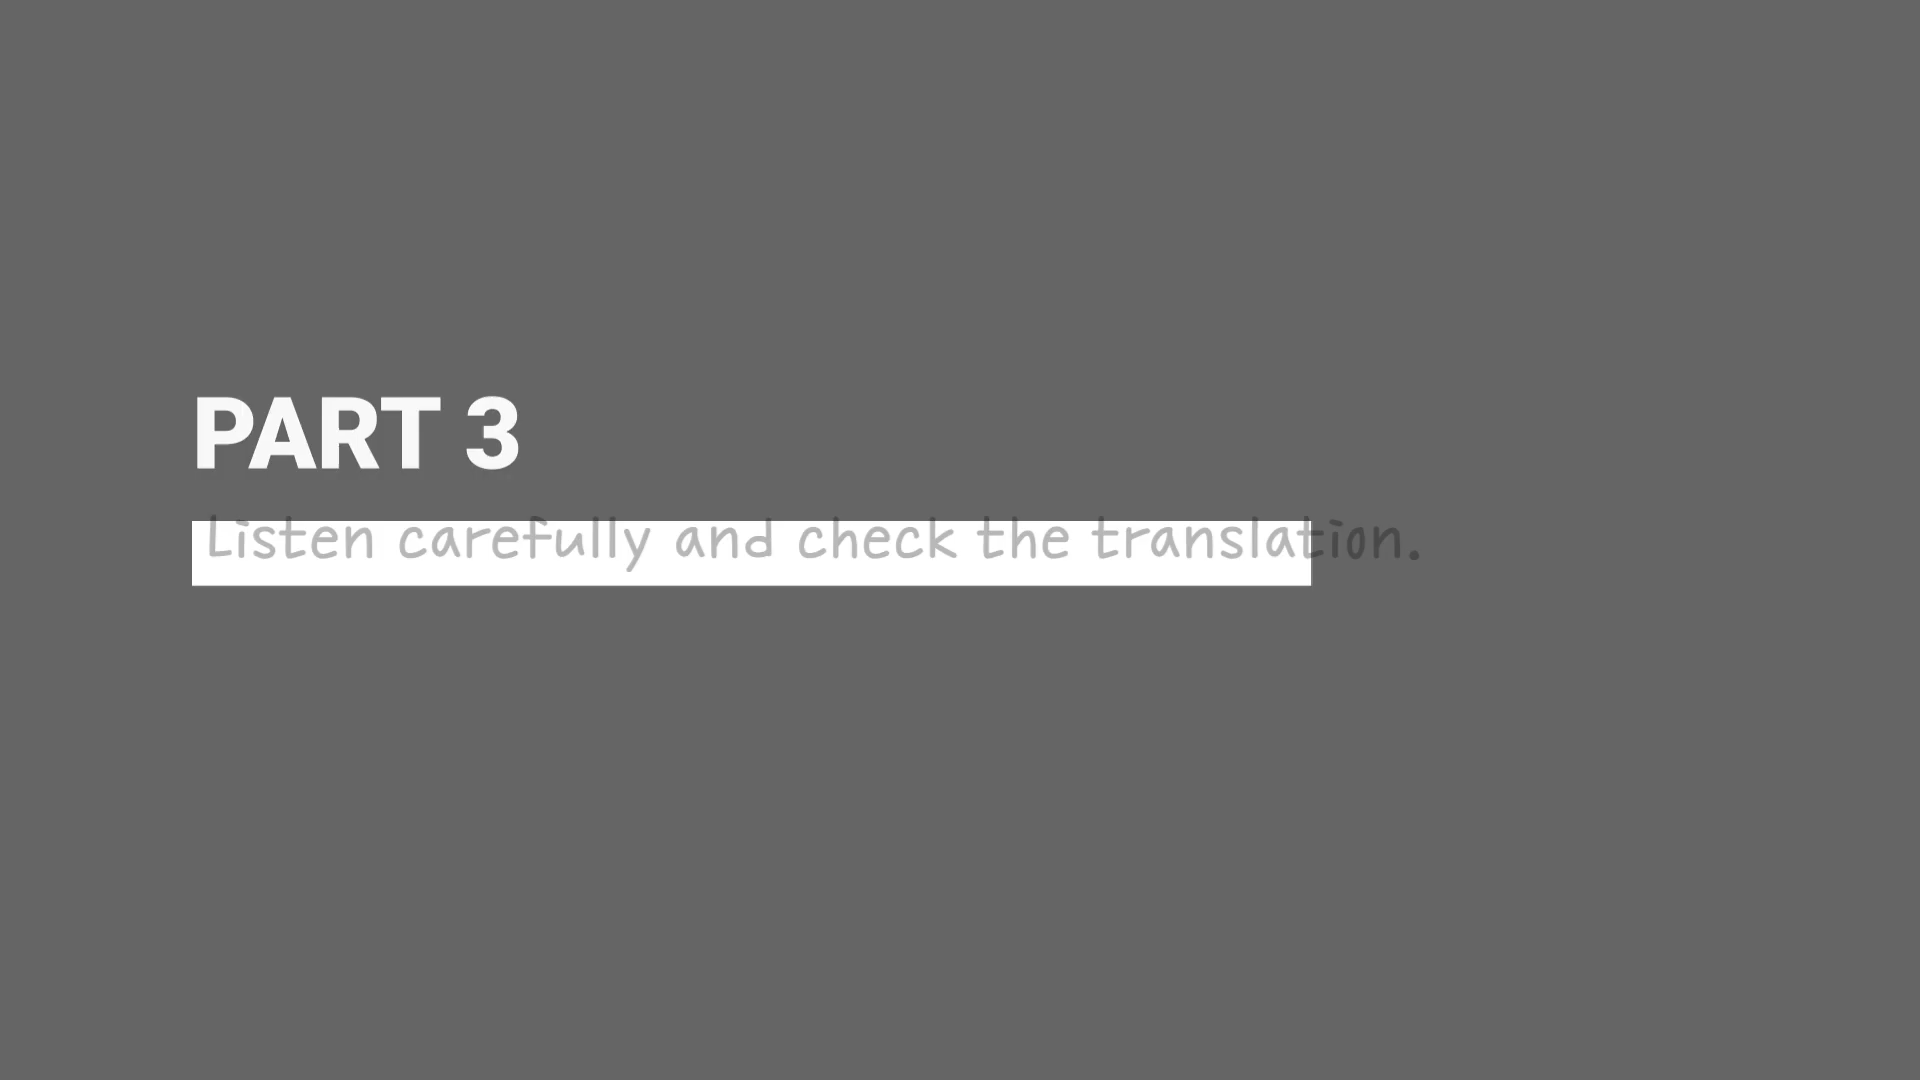 PART 3
Listen carefully and check the translation.